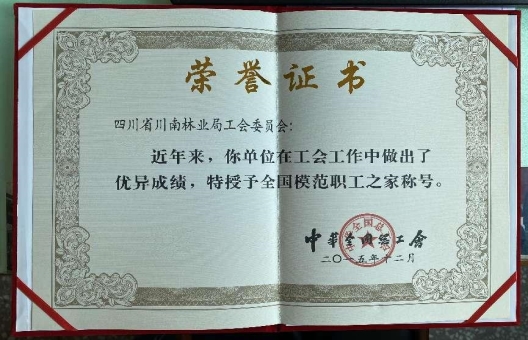 荣誉证书
四川省川南林业局工会委员会:
近年来，你单位在工会工作中做出了
优异成绩，特授予全国模范职工之家称号。
中华全国总工会
二〇一五年十二月